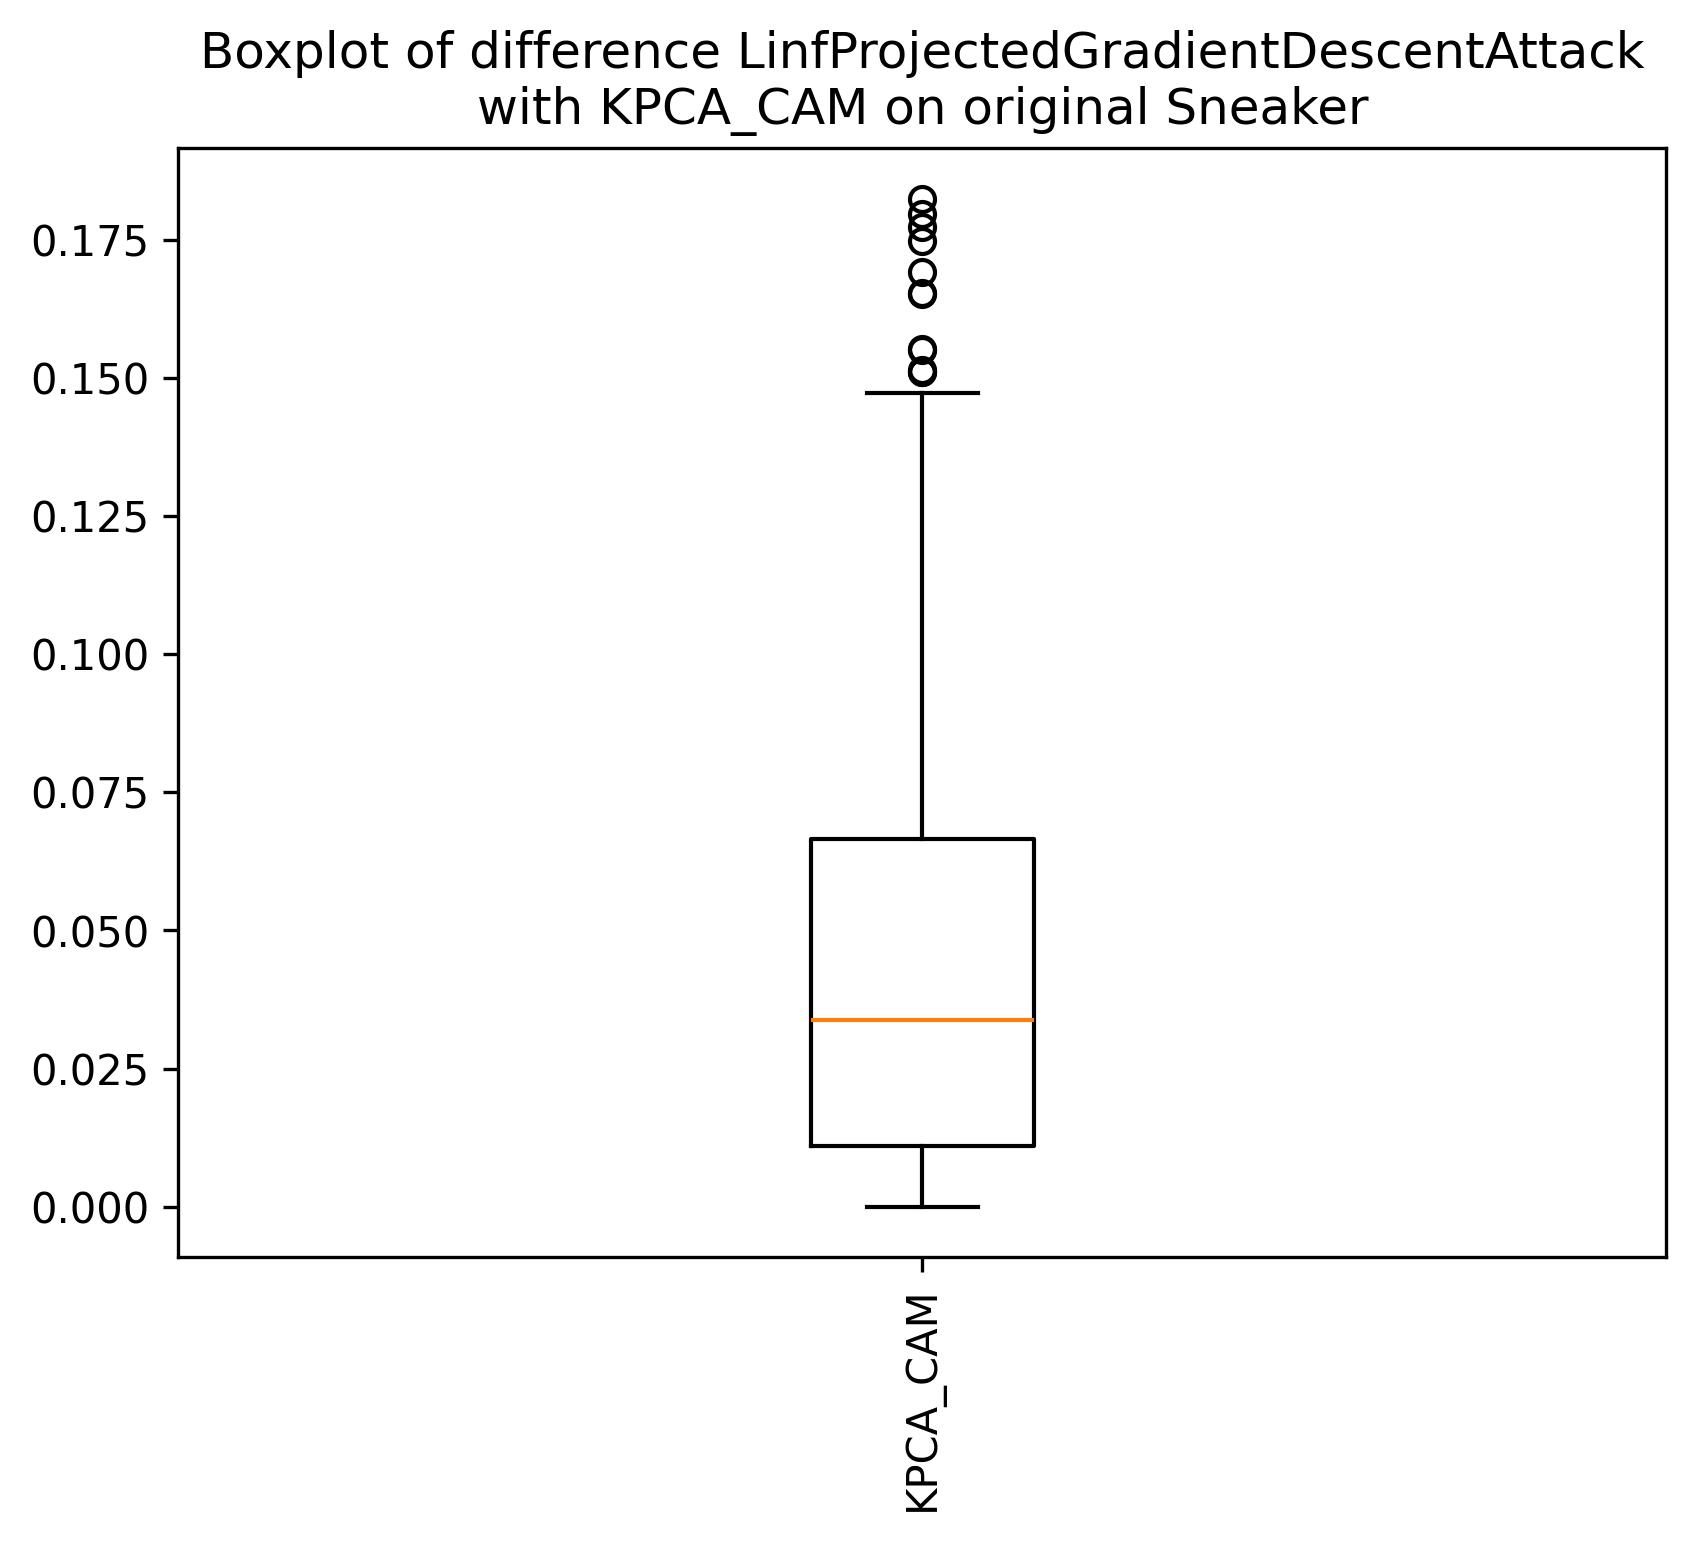 Boxplot of difference LinfProjectedGradientDescentAttack
with KPCA_CAM on original Sneaker
0.175
0.150
0.125
0.100
0.075
0.050
0.025
0.000
KPCA_CAM